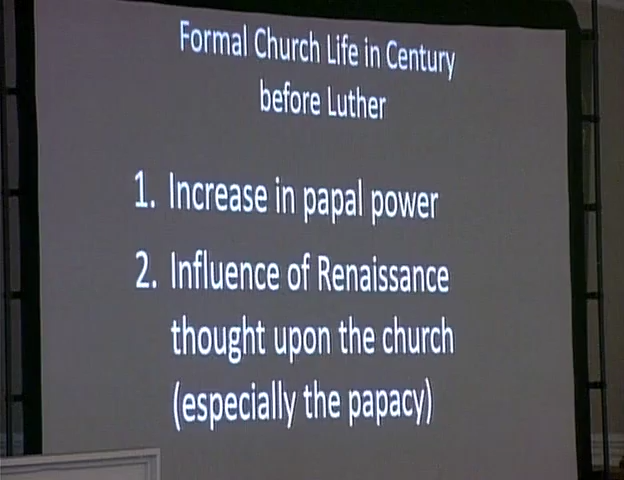 Formal Church Life in Century
before Luther
1. Increase in papal power
2. Influence of Renaissance
thought upon the church
(especially the papacy)